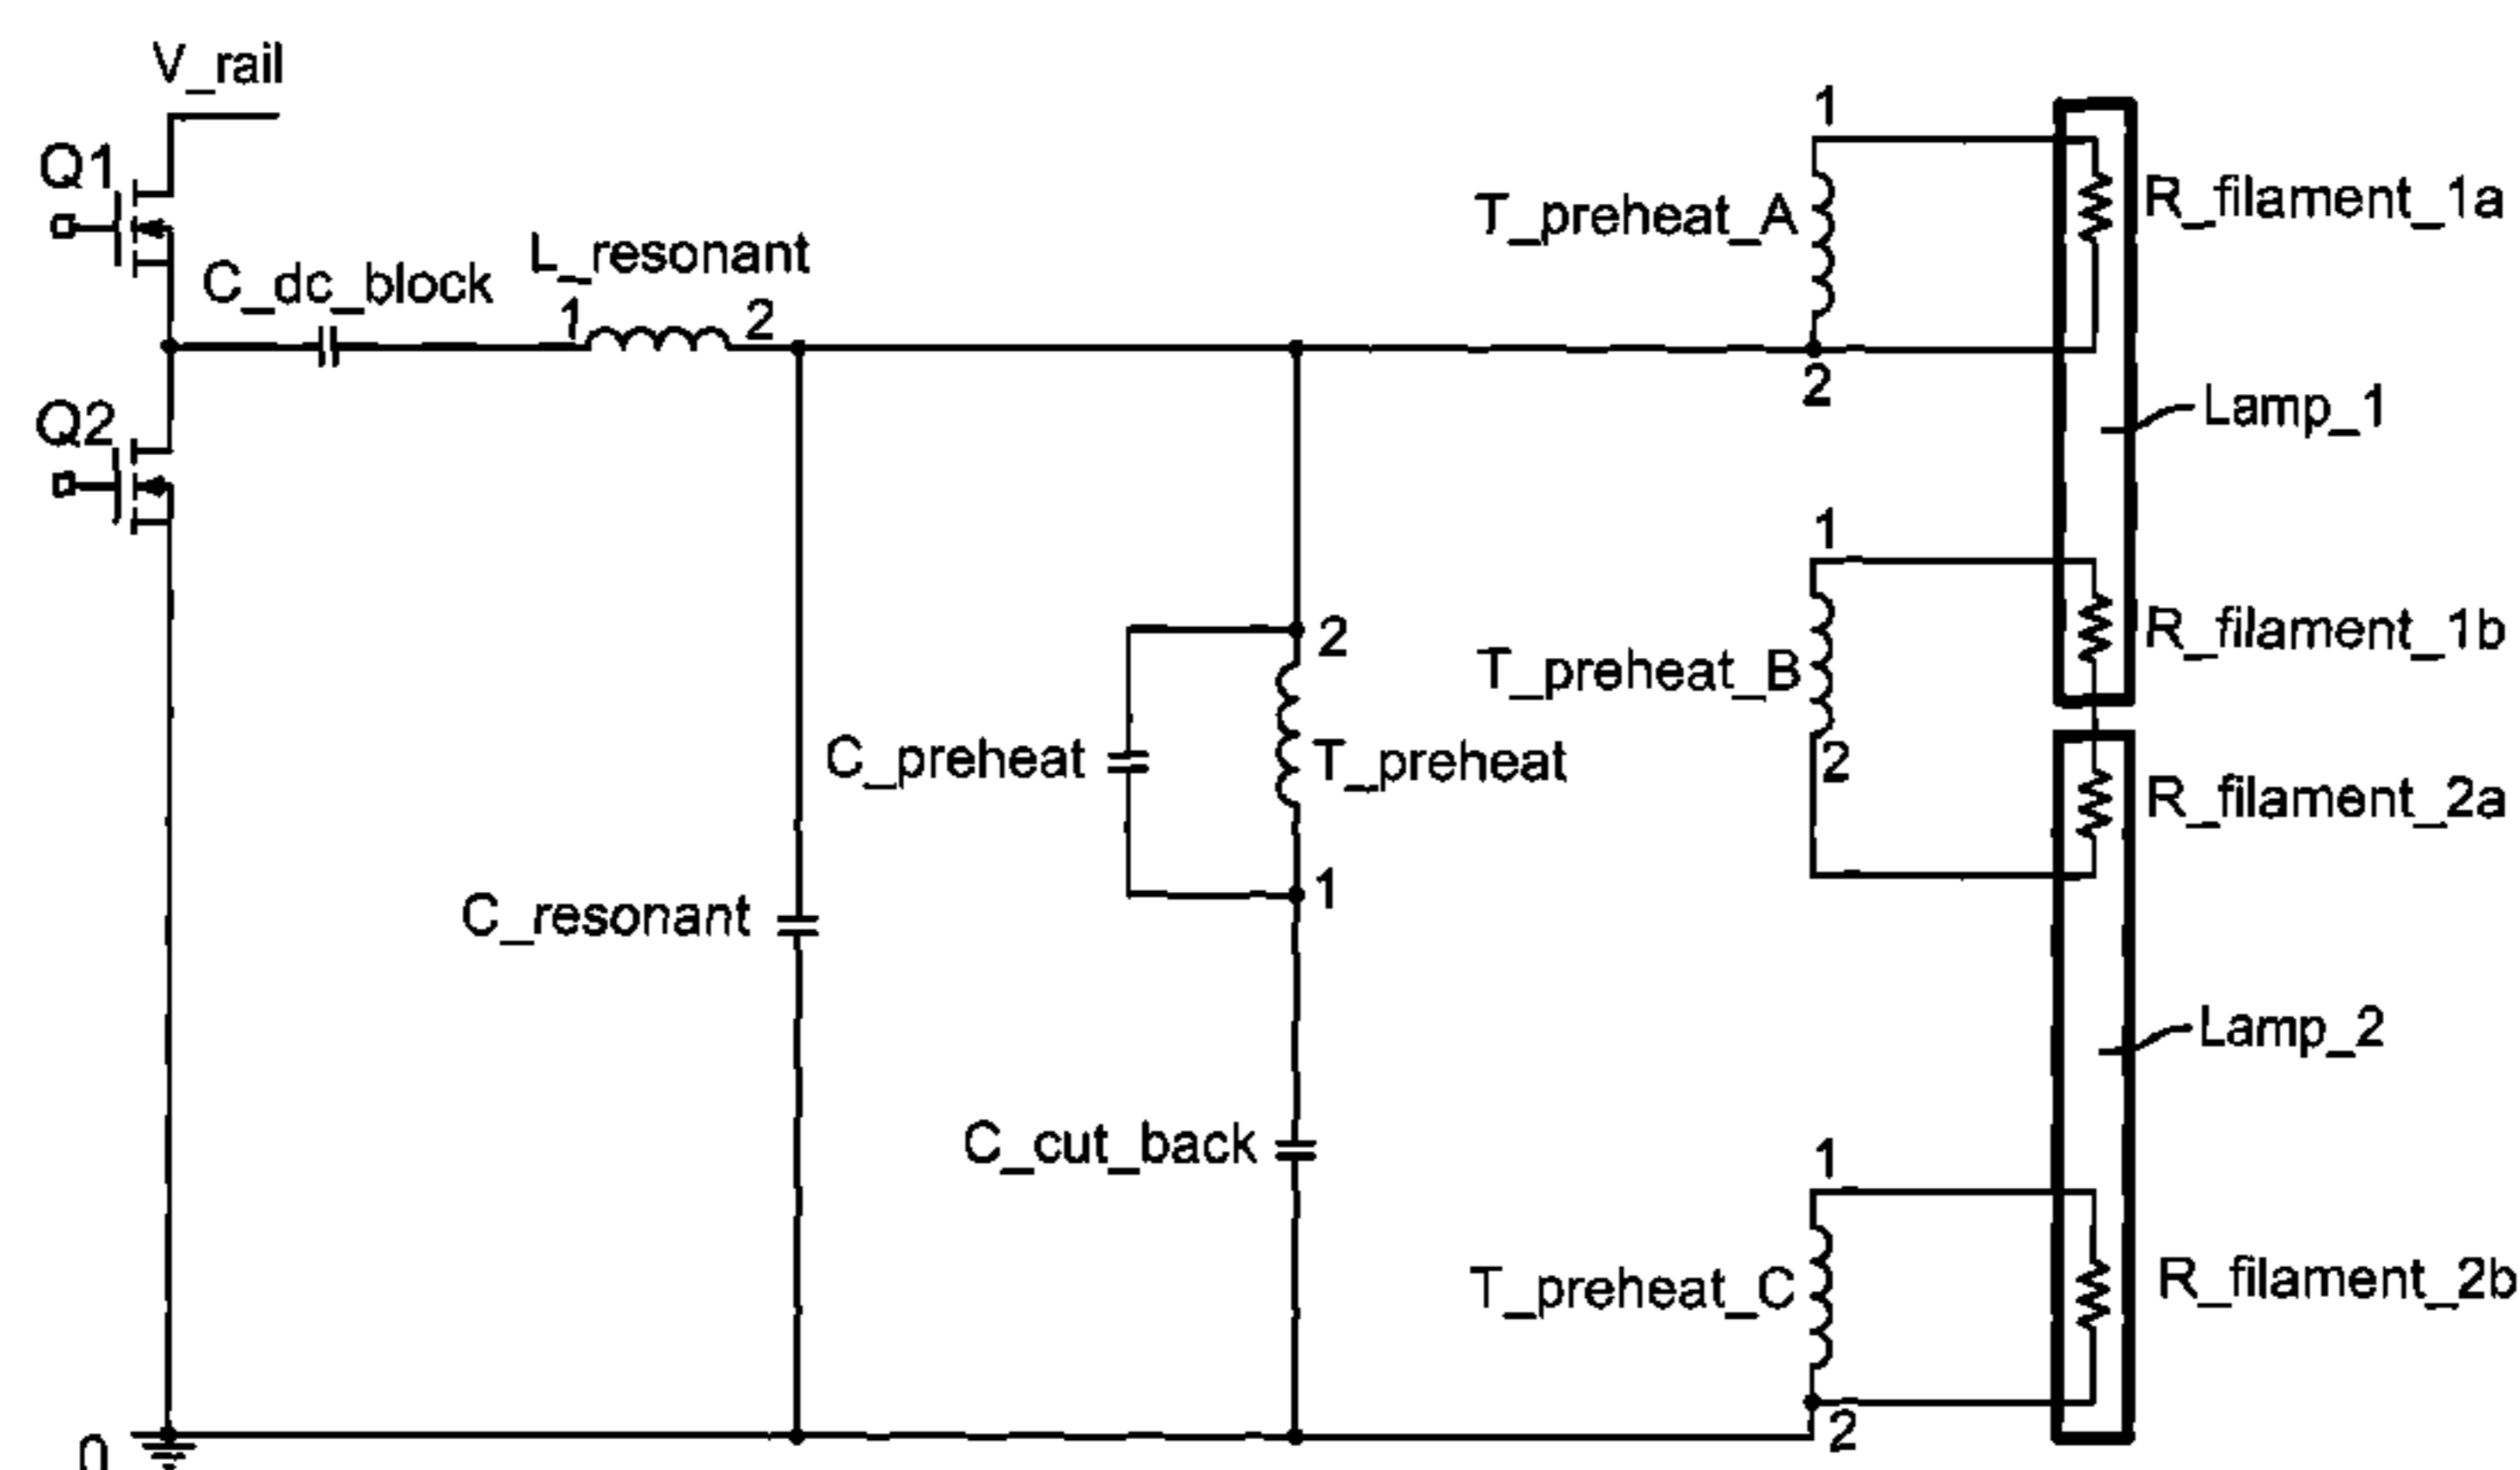 V_rail
Q1
C_dc_block
L_resonant
1
2
Q2
T_preheat_A
1
2
R_filament_1a
Lamp_1
T_preheat_B
1
2
R_filament_1b
R_filament_2a
C_preheat
2
T_preheat
1
C_resonant
C_cut_back
Lamp_2
T_preheat_C
1
2
R_filament_2b
0